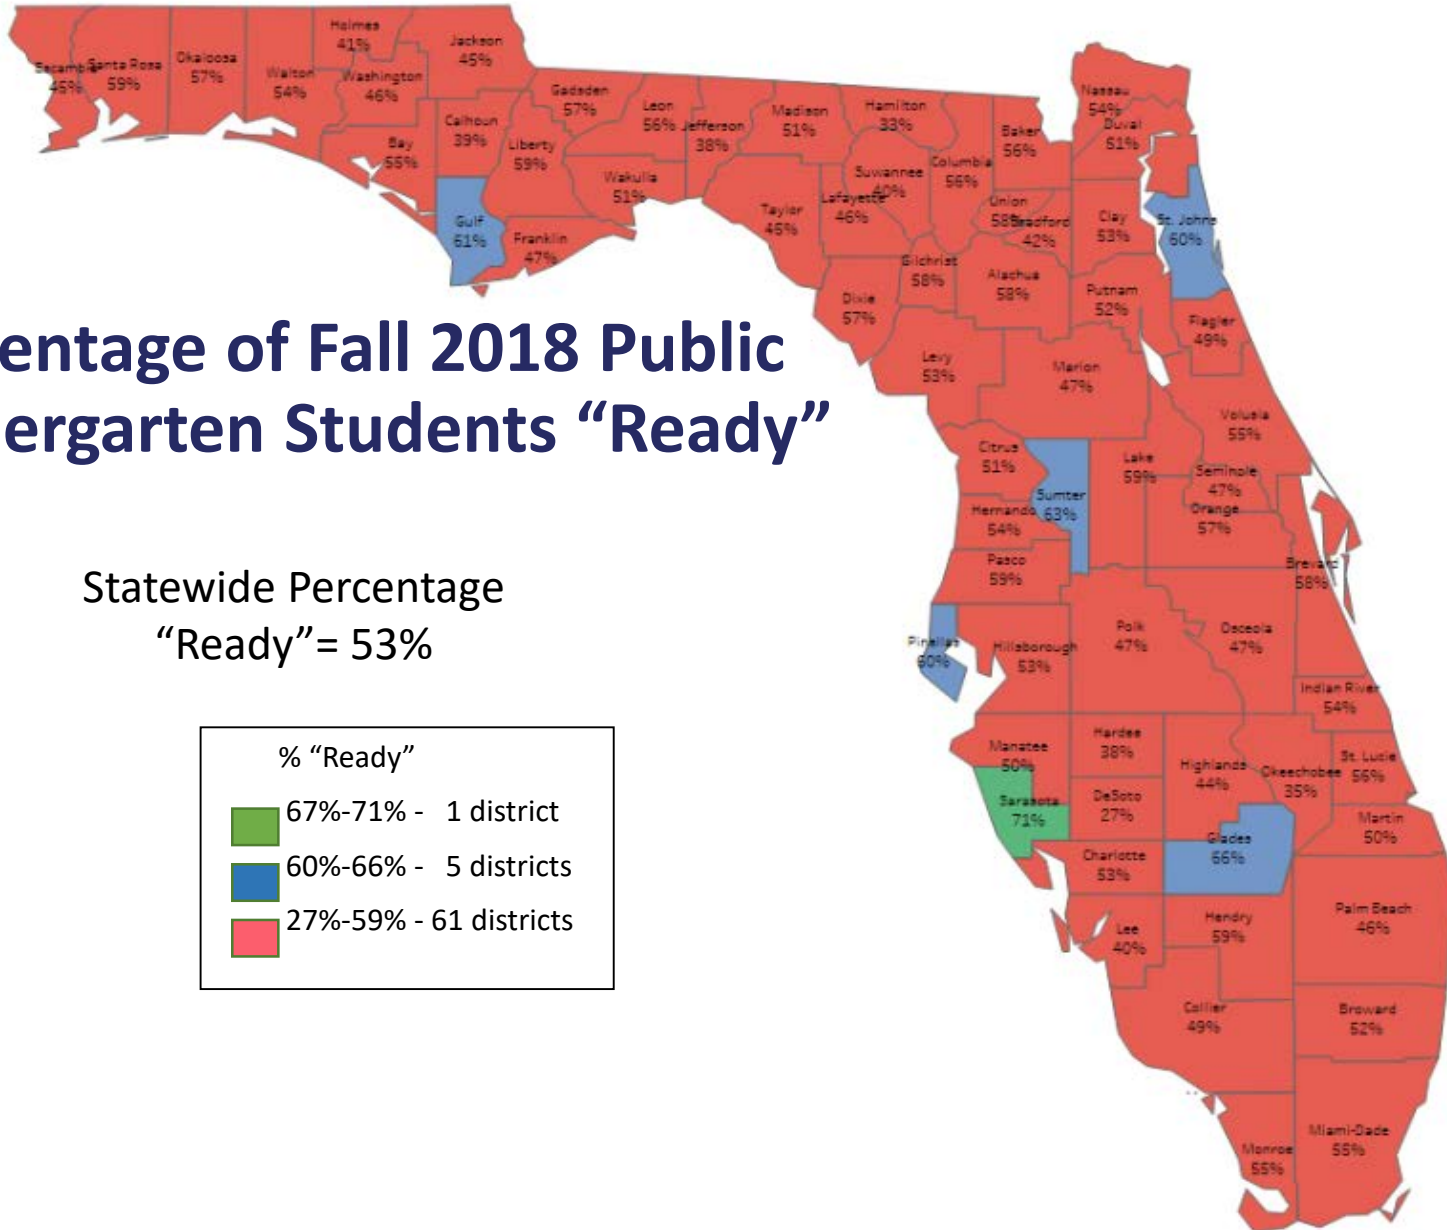 Holmes
41%
Jackson
45%
Escambia
45%
Santa Rosa
59%
Okaloosa
57%
Walton
54%
Washington
46%
Gadsden
57%
Leon
56%
Jefferson
38%
Madison
51%
Hamilton
33%
Nassau
54%
Duval
51%
Baker
56%
Calhoun
39%
Bay
55%
Liberty
59%
Wakulla
51%
Taylor
45%
Lafayette
46%
Suwannee
40%
Columbia
56%
Union
58%
Bradford
42%
Clay
53%
St. Johns
60%
Gulf
61%
Franklin
47%
Gilchrist
58%
Alachua
58%
Putnam
52%
Dixie
57%
Flagler
49%
entage of Fall 2018 Public
ergarten Students “Ready”
Levy
53%
Marion
47%
Volusia
55%
Citrus
51%
Lake
59%
Seminole
47%
Sumter
63%
Hernando
54%
Orange
57%
Pasco
59%
Brevard
58%
Statewide Percentage
“Ready”= 53%
Pinellas
60%
Hillsborough
53%
Polk
47%
Osceola
47%
Indian River
54%
Manatee
50%
Hardee
38%
Highlands
44%
Okeechobee
35%
St. Lucie
56%
Sarasota
71%
DeSoto
27%
Glades
66%
Martin
50%
Charlotte
53%
% “Ready”
67%-71% - 1 district
60%-66% - 5 districts
27%-59% - 61 districts
Lee
40%
Hendry
59%
Palm Beach
46%
Collier
49%
Broward
52%
Miami-Dade
55%
Monroe
55%